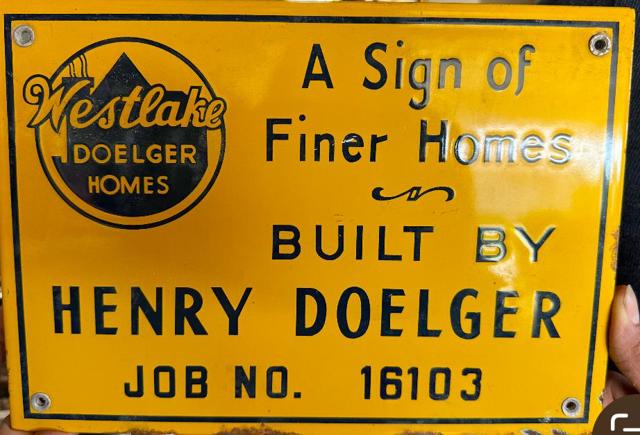 Westlake
DOELGER
HOMES
A Sign of
Finer Homes
BUILT BY
HENRY DOELGER
JOB NO. 16103